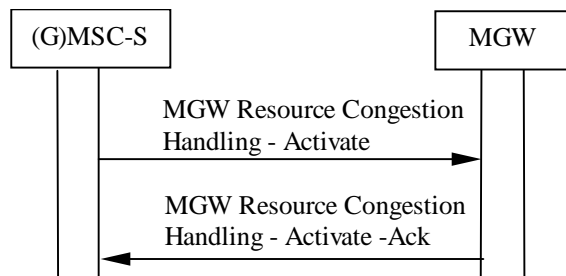 (G)MSC-S
MGW
MGW Resource Congestion
Handling - Activate
MGW Resource Congestion
Handling - Activate -Ack